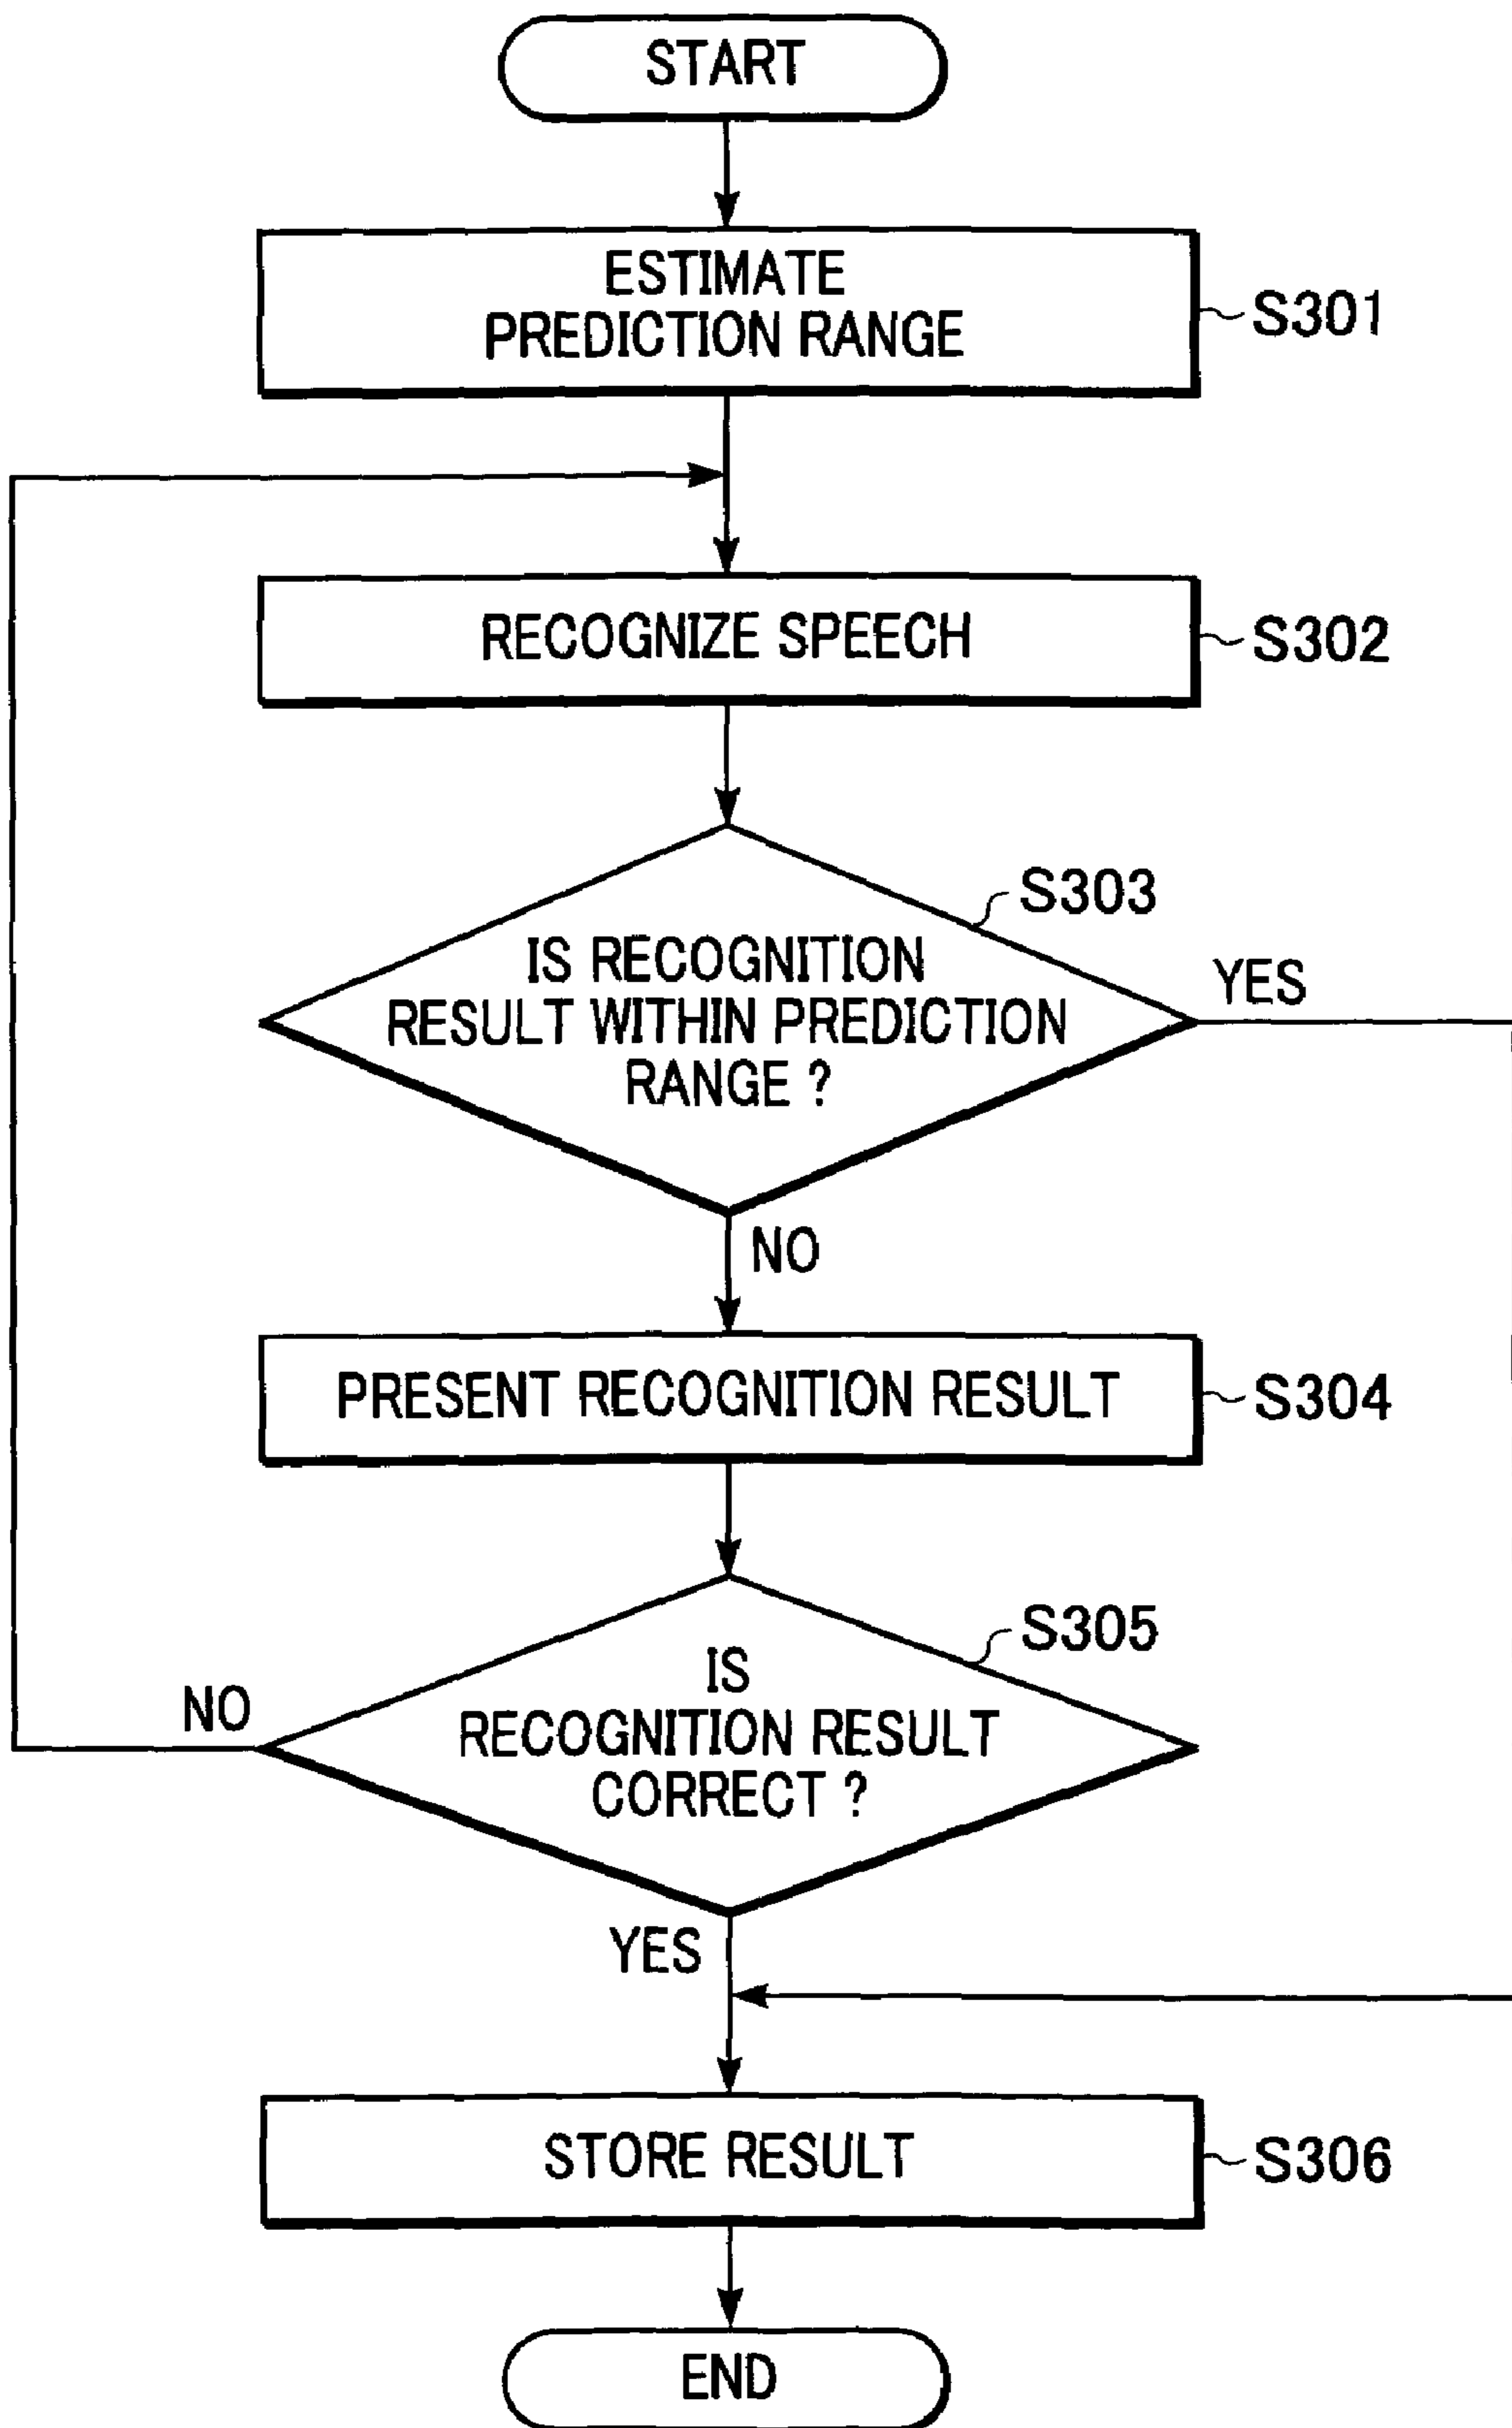 START
ESTIMATE
PREDICTION RANGE
S301
RECOGNIZE SPEECH
S302
S303
IS RECOGNITION
RESULT WITHIN PREDICTION
RANGE ?
YES
NO
PRESENT RECOGNITION RESULT
S304
S305
IS
RECOGNITION RESULT
CORRECT ?
NO
YES
STORE RESULT
S306
END